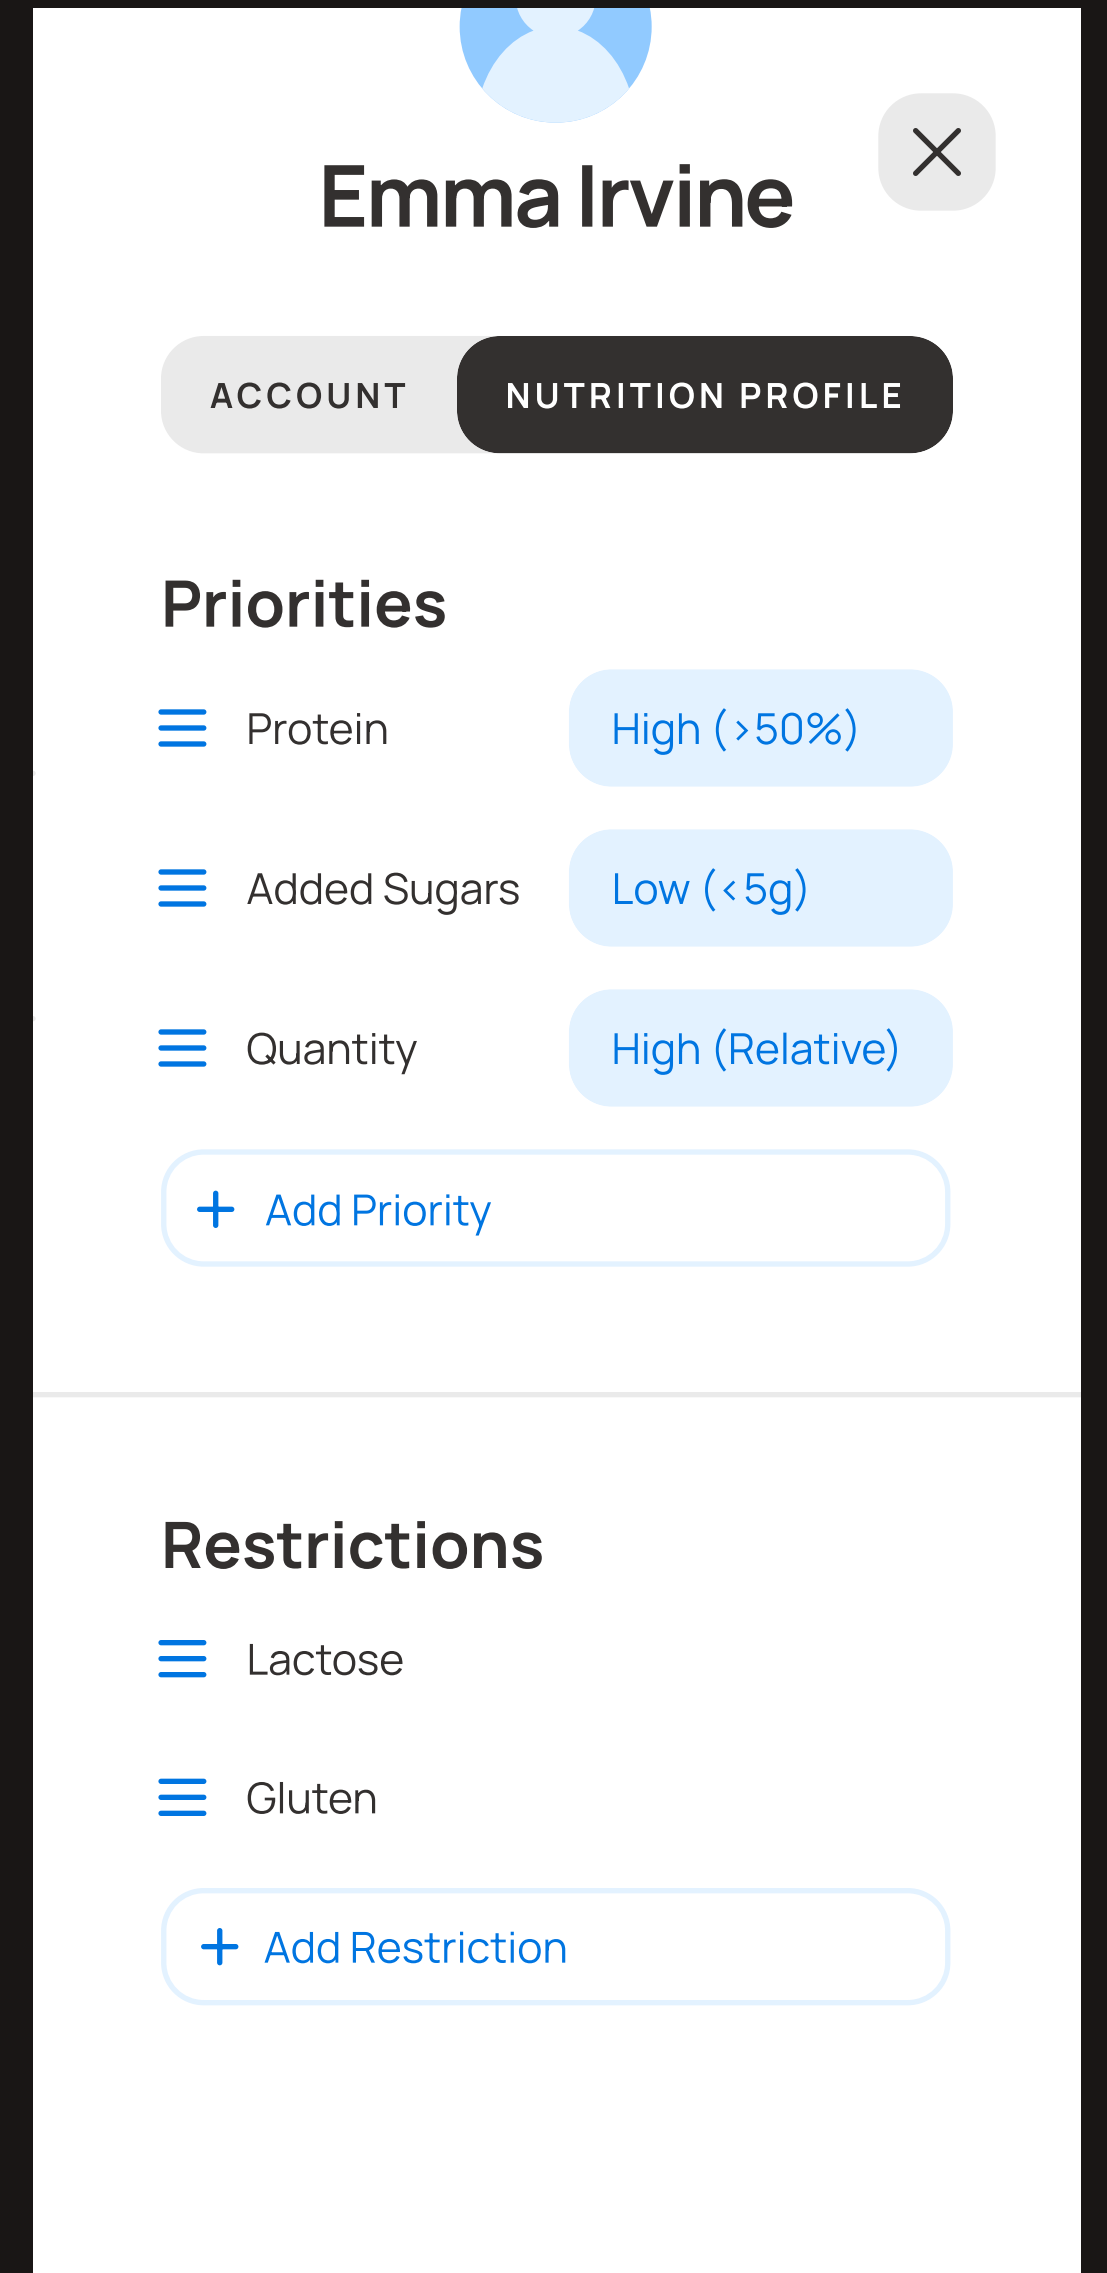 Emma Irvine
ACCOUNT NUTRITION PROFILE
Priorities
Protein High (>50%)
Added Sugars Low (<5g)
Quantity High (Relative)
+ Add Priority
Restrictions
Lactose
Gluten
+ Add Restriction